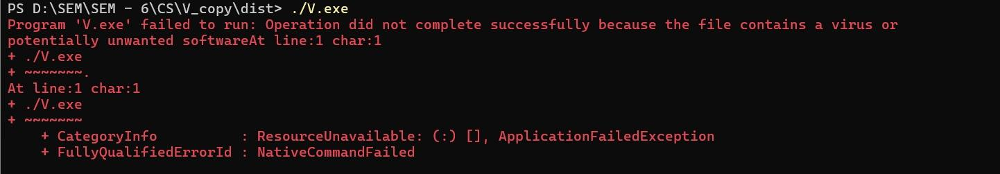 PS D:\SEM\SEM - 6\CS\V_copy\dist> ./V.exe
Program 'V.exe' failed to run: Operation did not complete successfully because the file contains a virus or
potentially unwanted softwareAt line:1 char:1
+ ./V.exe
+ ~~~~~~~.
At line:1 char:1
+ ./V.exe
+ ~~~~~~~
    + CategoryInfo          : ResourceUnavailable: (:) [], ApplicationFailedException
    + FullyQualifiedErrorId : NativeCommandFailed